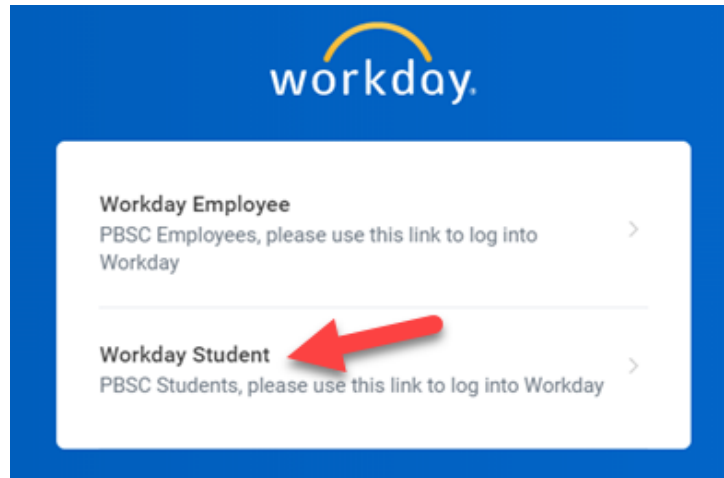 workday.
Workday Employee
PBSC Employees, please use this link to log into
Workday
Workday Student
PBSC Students, please use this link to log into Workday